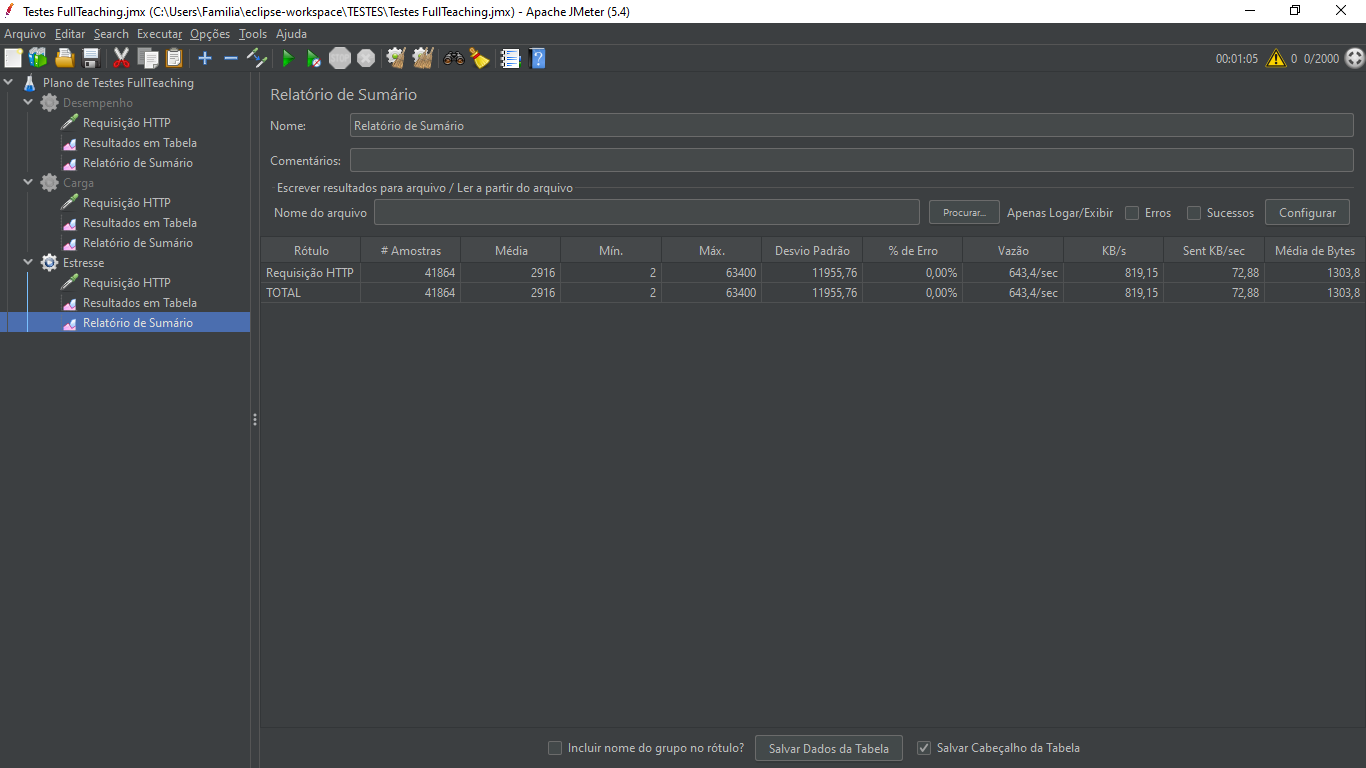 Testes FullTeaching.jmx (C:\Users\Familia\eclipse-workspace\TESTES\Testes FullTeaching.jmx) - Apache JMeter (5.4)
Arquivo Editar Search Executar Opções Tools Ajuda
00:01:05 0 0/2000
Plano de Testes FullTeaching
Desempenho
Requisição HTTP
Resultados em Tabela
Relatório de Sumário
Carga
Requisição HTTP
Resultados em Tabela
Relatório de Sumário
Estresse
Requisição HTTP
Resultados em Tabela
Relatório de Sumário
Relatório de Sumário
Nome: Relatório de Sumário
Comentários:
Escrever resultados para arquivo / Ler a partir do arquivo
Nome do arquivo Procurar... Apenas Logar/Exibir Erros Sucessos Configurar
Rótulo # Amostras Média Mín. Máx. Desvio Padrão % de Erro Vazão KB/s Sent KB/sec Média de Bytes
Requisição HTTP 41864 2916 2 63400 11955,76 0,00% 643,4/sec 819,15 72,88 1303,8
TOTAL 41864 2916 2 63400 11955,76 0,00% 643,4/sec 819,15 72,88 1303,8
Incluir nome do grupo no rótulo? Salvar Dados da Tabela Salvar Cabeçalho da Tabela